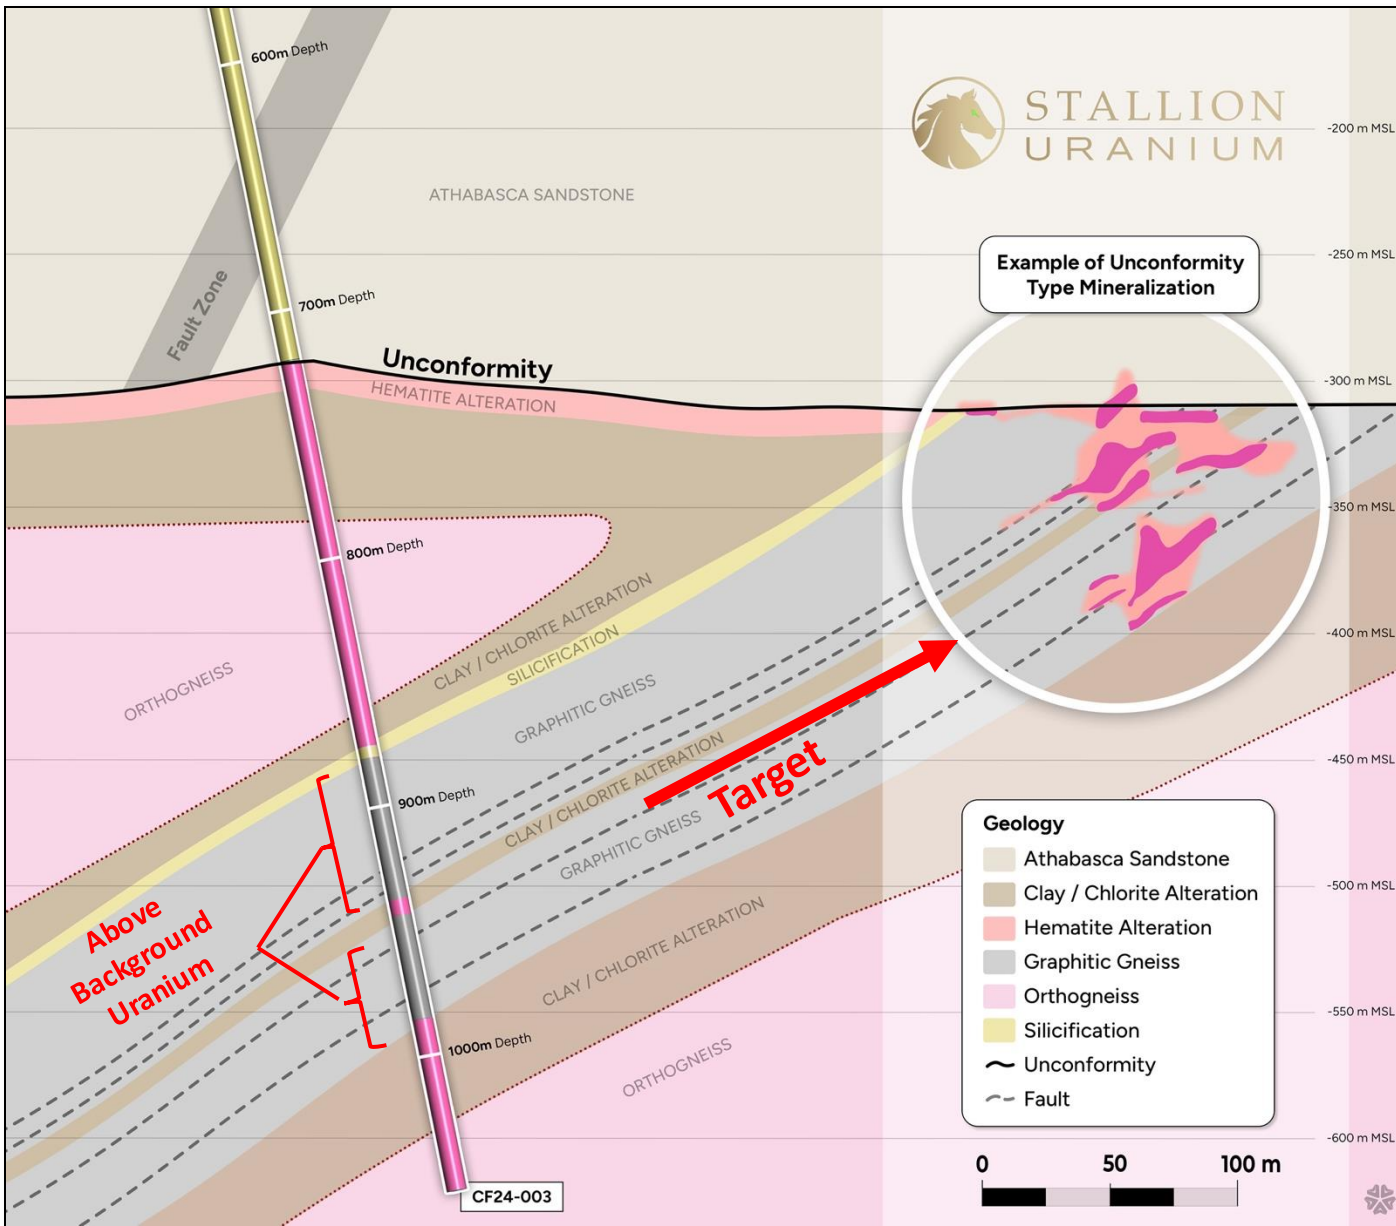 600m Depth
STALLION
URANIUM
-200 m MSL
ATHABASCA SANDSTONE
-250 m MSL
Example of Unconformity
Type Mineralization
Fault Zone
700m Depth
Unconformity
-300 m MSL
HEMATITE ALTERATION
-350 m MSL
800m Depth
CLAY / CHLORITE ALTERATION
-400 m MSL
SILICIFICATION
ORTHOGNEISS
GRAPHITIC GNEISS
-450 m MSL
Target
900m Depth
CLAY / CHLORITE ALTERATION
GRAPHITIC GNEISS
-500 m MSL
Above
Background
Uranium
CLAY / CHLORITE ALTERATION
-550 m MSL
1000m Depth
ORTHOGNEISS
-600 m MSL
CF24-003
Geology
Athabasca Sandstone
Clay / Chlorite Alteration
Hematite Alteration
Graphitic Gneiss
Orthogneiss
Silicification
Unconformity
Fault
0 50 100 m